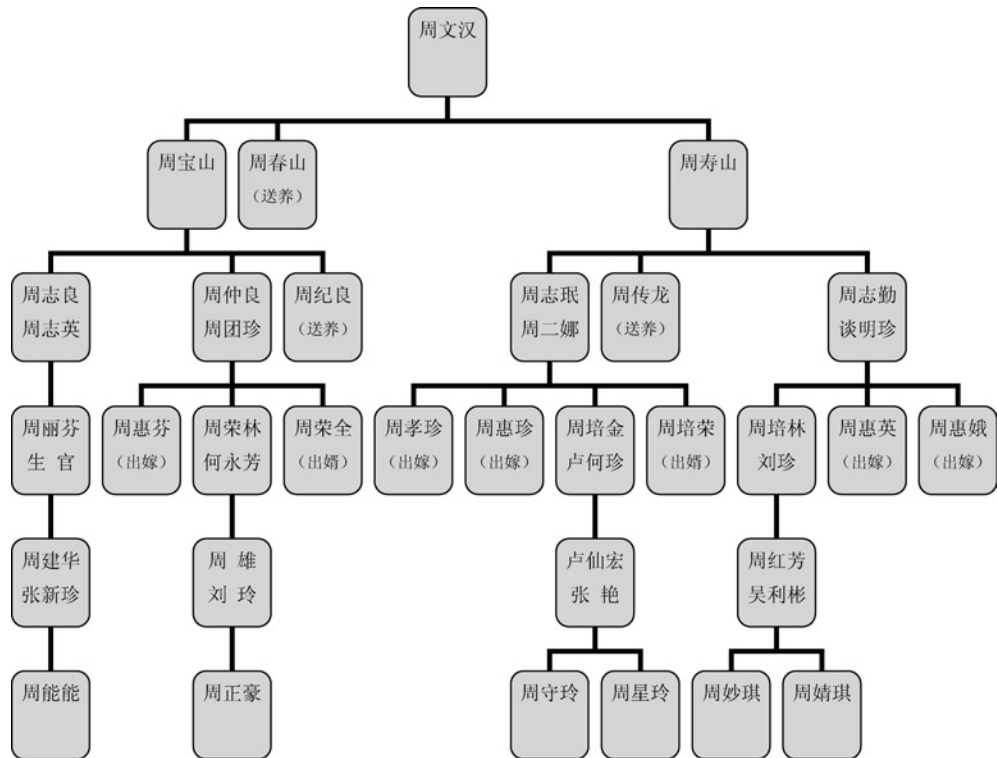 周文汉
周宝山
周春山
（送养）
周寿山
周志良
周志英
周仲良
周团珍
周纪良
（送养）
周志珉
周二娜
周传龙
（送养）
周志勤
谈明珍
周丽芬
生 官
周惠芬
（出嫁）
周荣林
何永芳
周荣全
（出婿）
周孝珍
（出嫁）
周惠珍
（出嫁）
周培金
卢何珍
周培荣
（出婿）
周培林
刘珍
周惠英
（出嫁）
周惠娥
（出嫁）
周建华
张新珍
周 雄
刘 玲
卢仙宏
张 艳
周红芳
吴利彬
周能能
周正豪
周守玲
周星玲
周妙琪
周婧琪